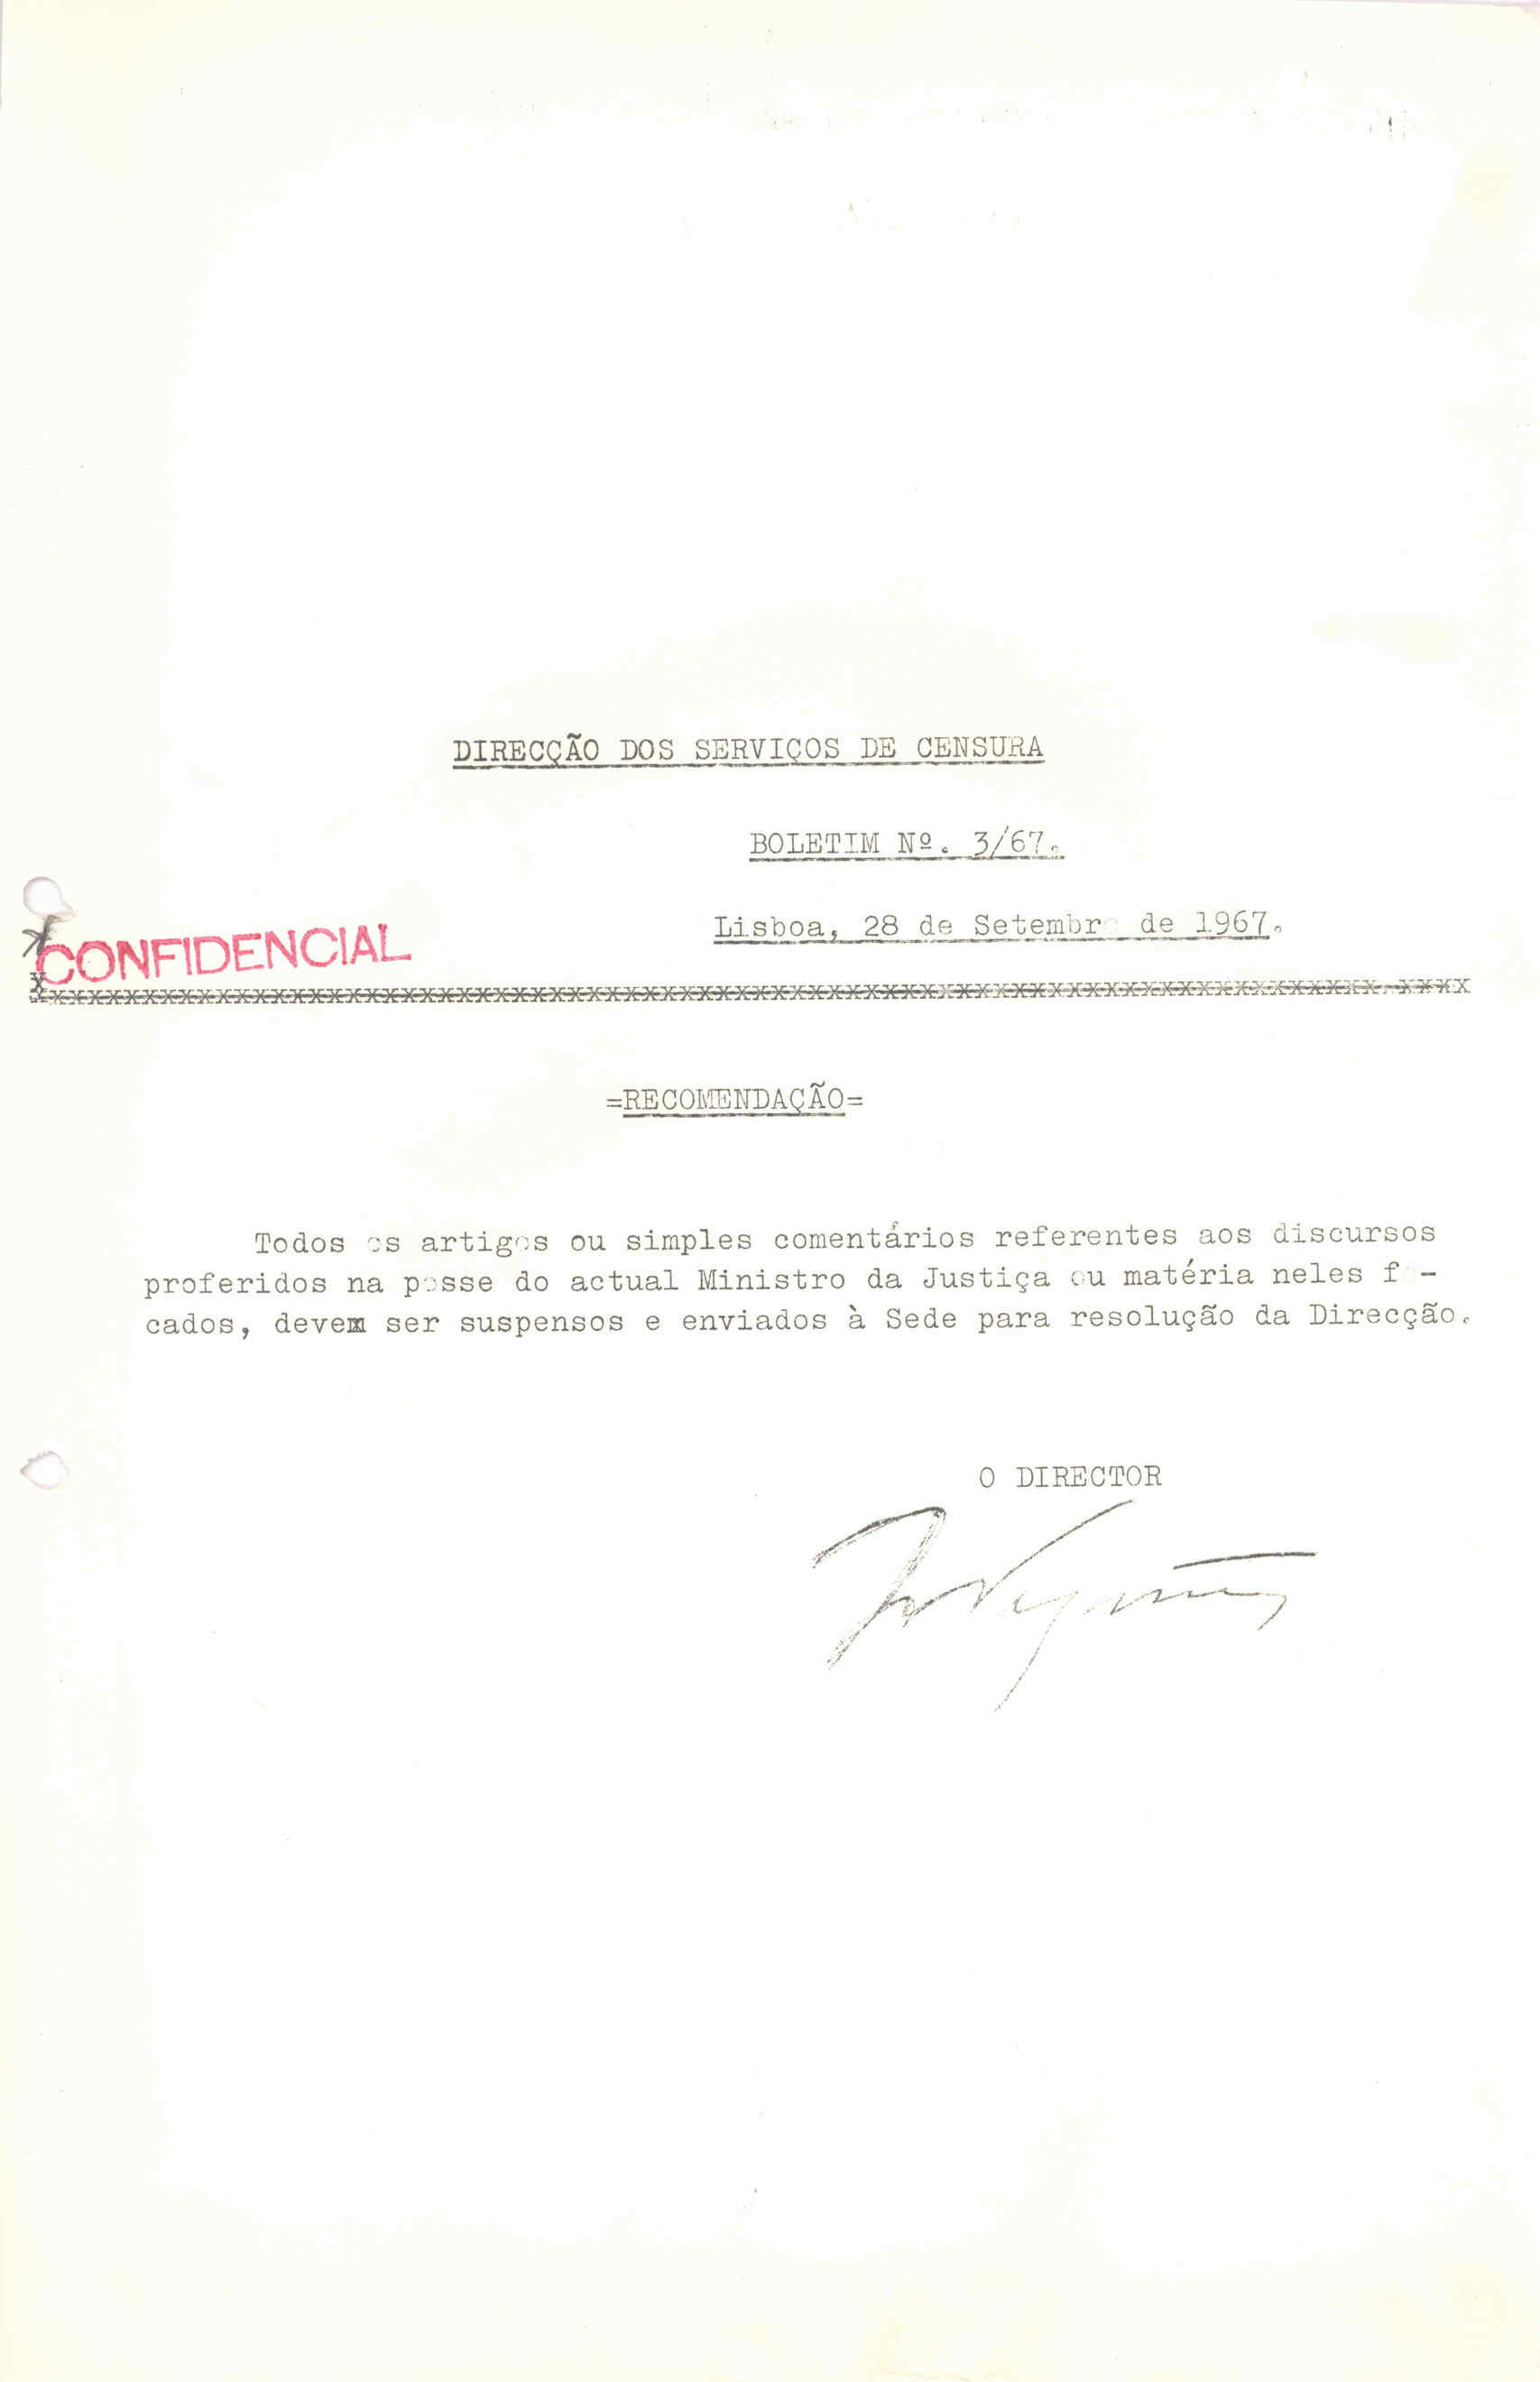 DIRECÇÃO DOS SERVIÇOS DE CENSURA
BOLETIM Nº. 3/67.
Lisboa, 28 de Setembro de 1967.
CONFIDENCIAL
=RECOMENDAÇÃO=
Todos os artigos ou simples comentários referentes aos discursos
proferidos na posse do actual Ministro da Justiça ou matéria neles fo-
cados, devem ser suspensos e enviados à Sede para resolução da Direcção.
O DIRECTOR